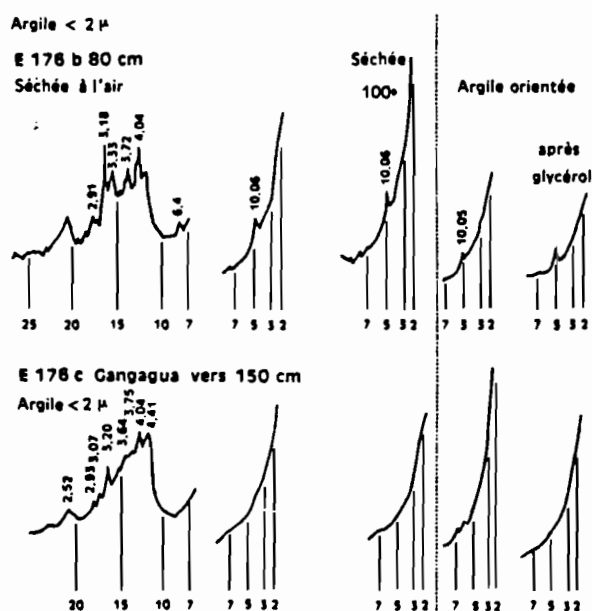 Argile < 2 μ
E 176 b 80 cm
Séchée à l'air
Séchée
100°
Argile orientée
après
glycérol
2,91
3,18
3,33
3,72
4,04
6,4
10,06
10,06
10,05
25 20 15 10 7
7 5 3 2
7 5 3 2
7 5 3 2
7 5 3 2
E 176 c Gangagua vers 150 cm
Argile < 2 μ
2,52
2,93
3,07
3,20
3,64
3,75
4,04
4,41
20 15 10 7
7 5 3 2
7 5 3 2
7 5 3 2
7 5 3 2